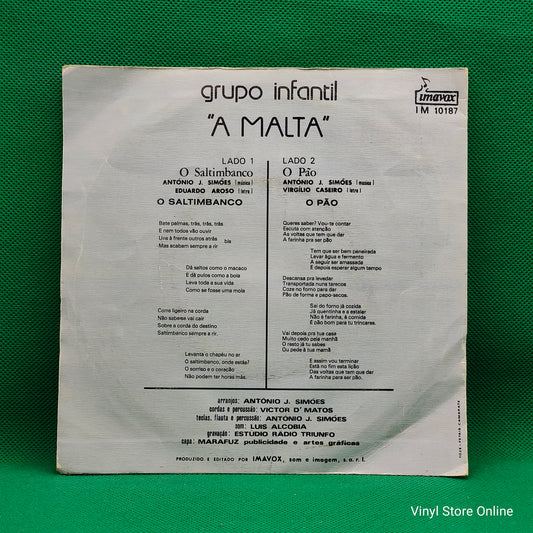 grupo infantil
"A MALTA"
imavox
IM 10187
LADO 1
O Saltimbanco
ANTÓNIO J. SIMÕES (música)
EDUARDO AROSO (letra)
O SALTIMBANCO
Bate palmas, trás, trás, trás
E nem todos vão ouvir
Uns à frente outros atrás
bis
Mas acabam sempre a rir
Dá saltos como o macaco
E dá pulos como a bola
Leva toda a sua vida
Como se fosse uma mola
Corre ligeiro na corda
Não sabe se vai cair
Sobre a corda do destino
Saltimbanco sempre a rir.
Levanta o chapéu no ar
O saltimbanco, onde estás?
O sorriso e o coração
Não podem ter horas más.
LADO 2
O Pão
ANTÓNIO J. SIMÕES (música)
VIRGÍLIO CASEIRO (letra)
O PÃO
Queres saber? Vou-te contar
Escuta com atenção
As voltas que tem que dar
A farinha pra ser pão
Tem que ser bem peneirada
Levar água e fermento
A seguir ser amassada
E depois esperar algum tempo
Descansa pra levedar
Transportada nuns tarecos
Coze no forno para dar
Pão de forma e papo-secos.
Sai do forno já cozida
Já quentinha e a estalar
Não à farinha, à comida
E pão bom para tu trincares.
Vai depois pra tua casa
Muito cedo pela manhã
O resto já tu sabes
Ou pede à tua mamã
E assim vou terminar
Está no fim esta lição
Das voltas que tem que dar
A farinha para ser pão.
arranjos: ANTÓNIO J. SIMÕES
cordas e percussão: VICTOR D' MATOS
teclas, flauta e percussão: ANTÓNIO J. SIMÕES
som: LUIS ALCOBIA
gravação: ESTÚDIO RÁDIO TRIUNFO
capa: MARAFUZ publicidade e artes gráficas
PRODUZIDO E EDITADO POR IMAVOX, som e imagem, s.a.r.l.
Vinyl Store Online